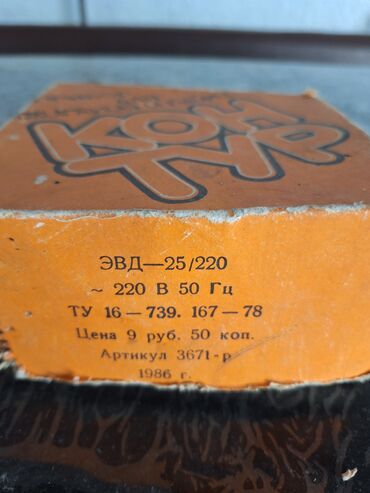 КОН
ТУР
ЭВД—25/220
~ 220 В 50 Гц
ТУ 16—739. 167—78
Цена 9 руб. 50 коп.
Артикул 3671-р
1986 г.